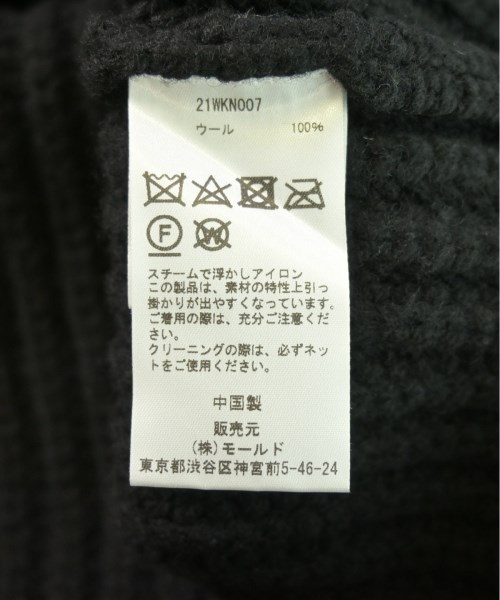 21WKN007
ウール 100%
F W
スチームで浮かしアイロン
この製品は、素材の特性上引っ
掛かりが出やすくなっています。
ご着用の際は、充分ご注意くだ
さい。
クリーニングの際は、必ずネッ
トをご使用ください。
中国製
販売元
(株)モールド
東京都渋谷区神宮前5-46-24